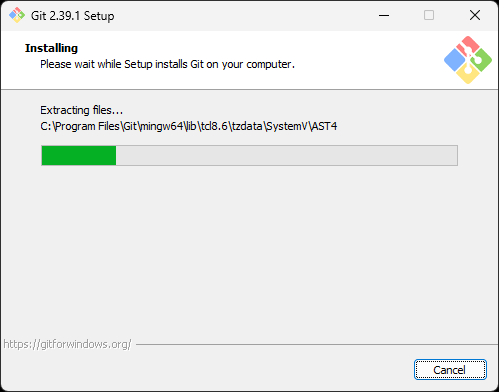 Git 2.39.1 Setup
Installing
Please wait while Setup installs Git on your computer.
Extracting files...
C:\Program Files\Git\mingw64\lib\tcl8.6\tzdata\SystemV\AST4
https://gitforwindows.org/
Cancel